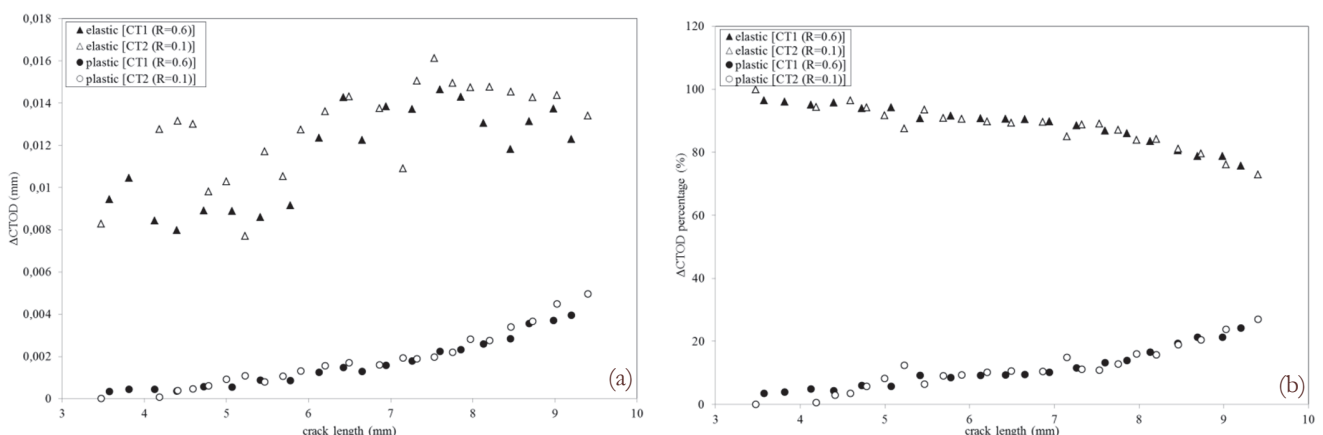 0,018
0,016
0,014
0,012
0,01
0,008
0,006
0,004
0,002
0
ΔCTOD (mm)
3 4 5 6 7 8 9 10
crack length (mm)
elastic [CT1 (R=0.6)]
elastic [CT2 (R=0.1)]
plastic [CT1 (R=0.6)]
plastic [CT2 (R=0.1)]
(a)
120
100
80
60
40
20
0
ΔCTOD percentage (%)
3 4 5 6 7 8 9 10
crack length (mm)
elastic [CT1 (R=0.6)]
elastic [CT2 (R=0.1)]
plastic [CT1 (R=0.6)]
plastic [CT2 (R=0.1)]
(b)